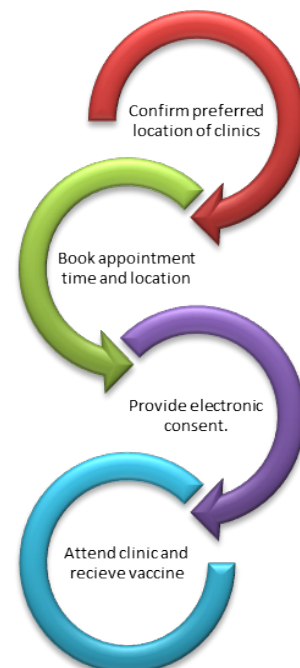 Confirm preferred
location of clinics
Book appointment
time and location
Provide electronic
consent.
Attend clinic and
recieve vaccine